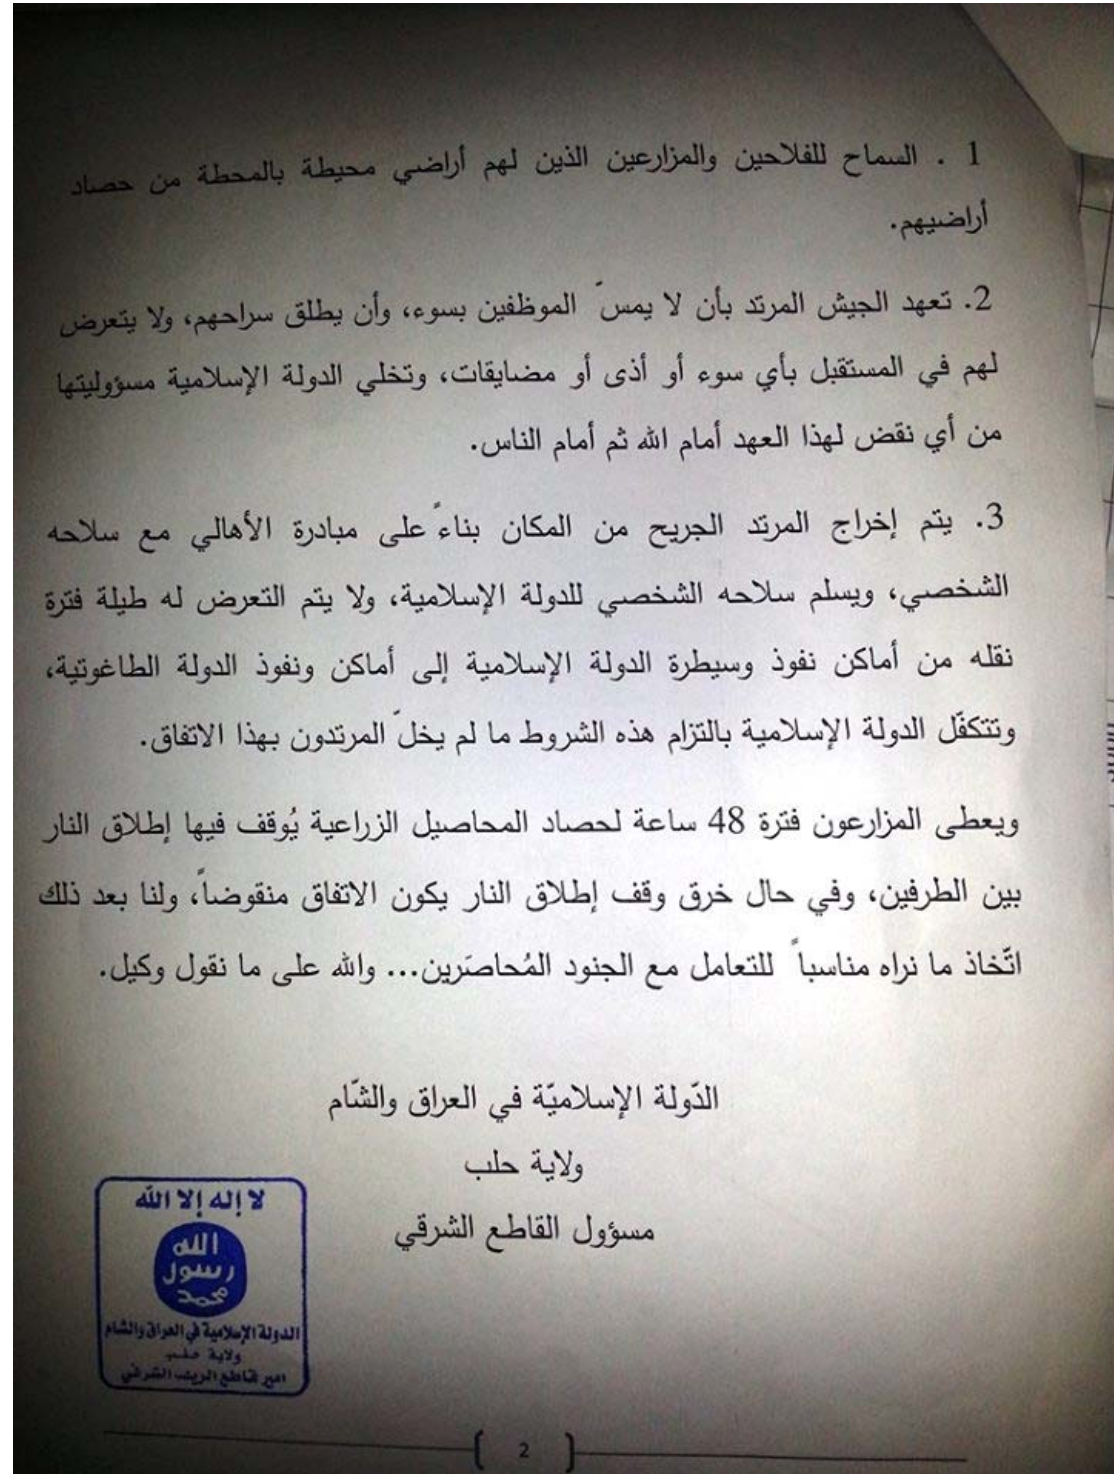 1 . السماح للفلاحين والمزارعين الذين لهم أراضي محيطة بالمحطة من حصاد
أراضيهم.
2. تعهد الجيش المرتد بأن لا يمسّ الموظفين بسوء، وأن يطلق سراحهم، ولا يتعرض
لهم في المستقبل بأي سوء أو أذى أو مضايقات، وتخلي الدولة الإسلامية مسؤوليتها
من أي نقض لهذا العهد أمام الله ثم أمام الناس.
3. يتم إخراج المرتد الجريح من المكان بناءً على مبادرة الأهالي مع سلاحه
الشخصي، ويسلم سلاحه الشخصي للدولة الإسلامية، ولا يتم التعرض له طيلة فترة
نقله من أماكن نفوذ وسيطرة الدولة الإسلامية إلى أماكن ونفوذ الدولة الطاغوتية،
وتتكفّل الدولة الإسلامية بالتزام هذه الشروط ما لم يخلّ المرتدون بهذا الاتفاق.
ويعطى المزارعون فترة 48 ساعة لحصاد المحاصيل الزراعية يُوقف فيها إطلاق النار
بين الطرفين، وفي حال خرق وقف إطلاق النار يكون الاتفاق منقوضاً، ولنا بعد ذلك
اتّخاذ ما نراه مناسباً للتعامل مع الجنود المُحاصَرين... والله على ما نقول وكيل.
الدّولة الإسلاميّة في العراق والشّام
ولاية حلب
مسؤول القاطع الشرقي
لا إله إلا الله
الله
رسول
محمد
الدولة الإسلامية في العراق والشام
ولاية حلب
امير قاطع الريف الشرقي
2